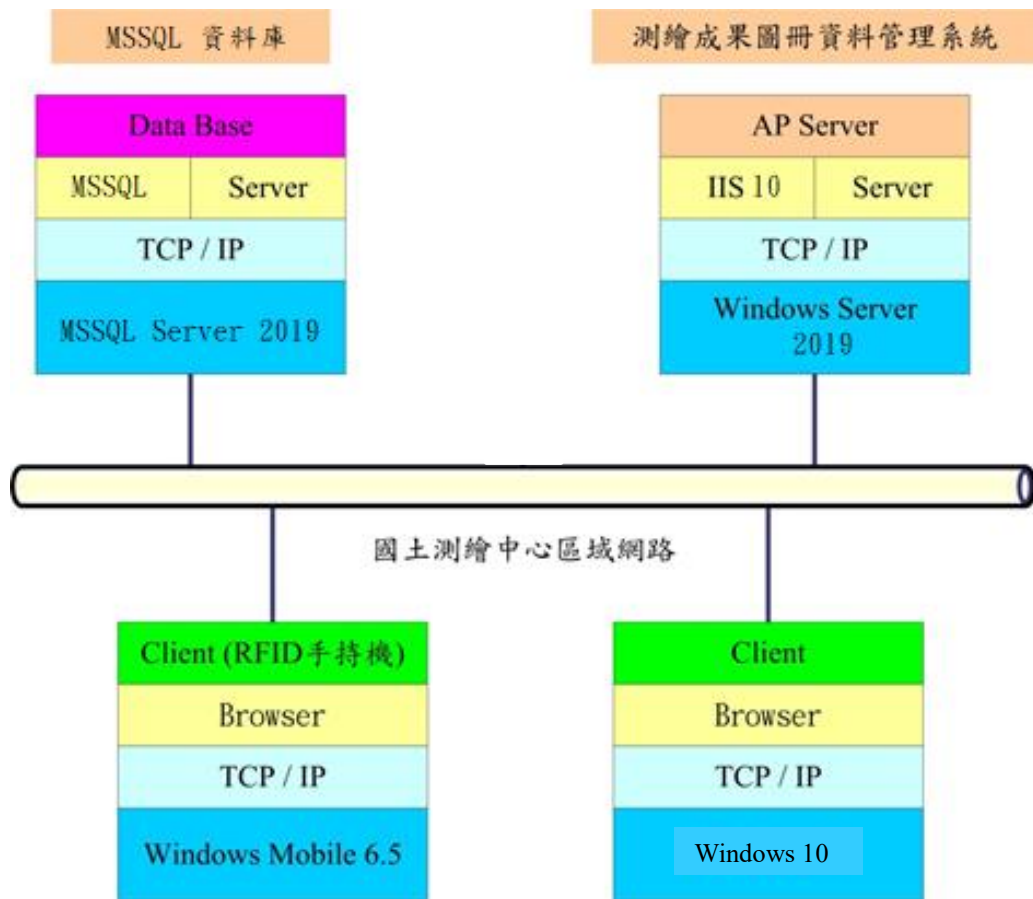 MSSQL 資料庫
Data Base
MSSQL Server
TCP / IP
MSSQL Server 2019
測繪成果圖冊資料管理系統
AP Server
IIS 10 Server
TCP / IP
Windows Server
2019
國土測繪中心區域網路
Client (RFID手持機)
Browser
TCP / IP
Windows Mobile 6.5
Client
Browser
TCP / IP
Windows 10